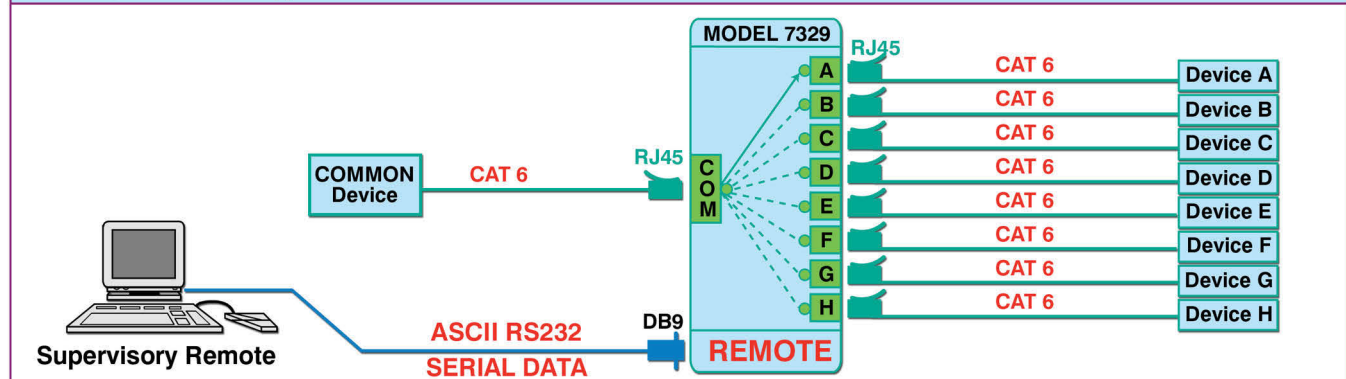 MODEL 7329
RJ45
A
CAT 6
Device A
B
CAT 6
Device B
C
CAT 6
Device C
D
CAT 6
Device D
E
CAT 6
Device E
F
CAT 6
Device F
G
CAT 6
Device G
H
CAT 6
Device H
COMMON
Device
CAT 6
RJ45
COM
Supervisory Remote
ASCII RS232
SERIAL DATA
DB9
REMOTE